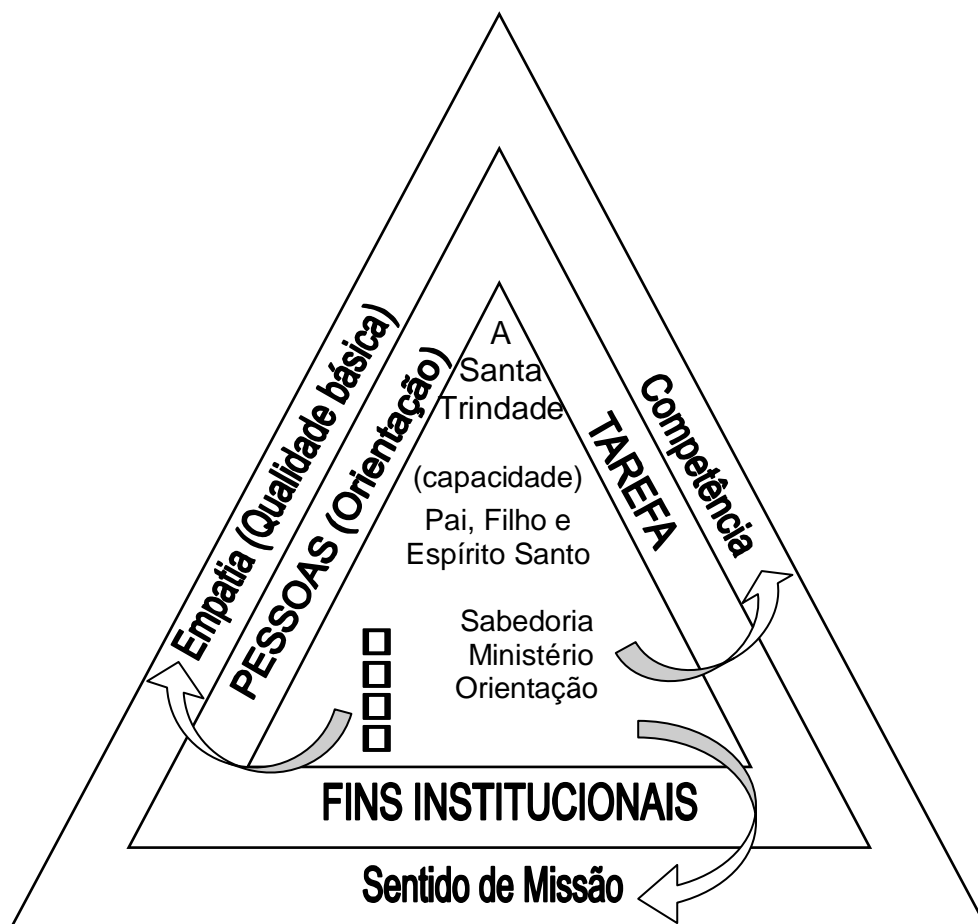 A
Santa
Trindade
(capacidade)
Pai, Filho e
Espírito Santo
Sabedoria
Ministério
Orientação
Empatia (Qualidade básica)
PESSOAS (Orientação)
TAREFA
Competência
FINS INSTITUCIONAIS
Sentido de Missão